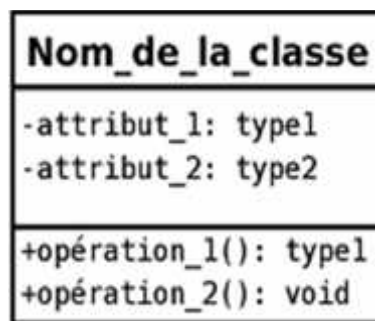 Nom_de_la_classe
-attribut_1: type1
-attribut_2: type2
+opération_1(): type1
+opération_2(): void